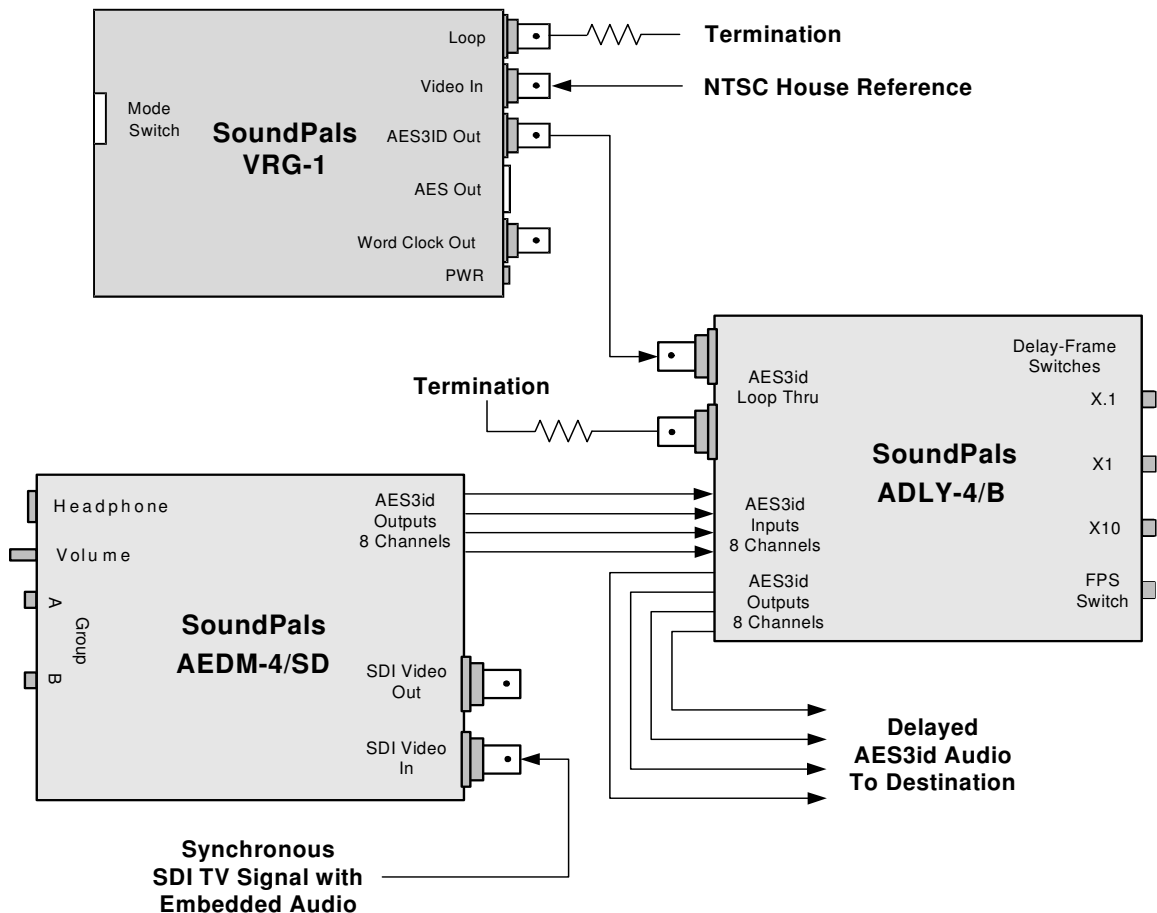 Loop
Termination
Video In
NTSC House Reference
Mode
Switch
SoundPals
VRG-1
AES3ID Out
AES Out
Word Clock Out
PWR
AES3id
Loop Thru
Delay-Frame
Switches
X.1
Termination
SoundPals
ADLY-4/B
X1
X10
FPS
Switch
AES3id
Inputs
8 Channels
AES3id
Outputs
8 Channels
Headphone
Volume
A
Group
B
AES3id
Outputs
8 Channels
SoundPals
AEDM-4/SD
SDI Video
Out
SDI Video
In
Delayed
AES3id Audio
To Destination
Synchronous
SDI TV Signal with
Embedded Audio